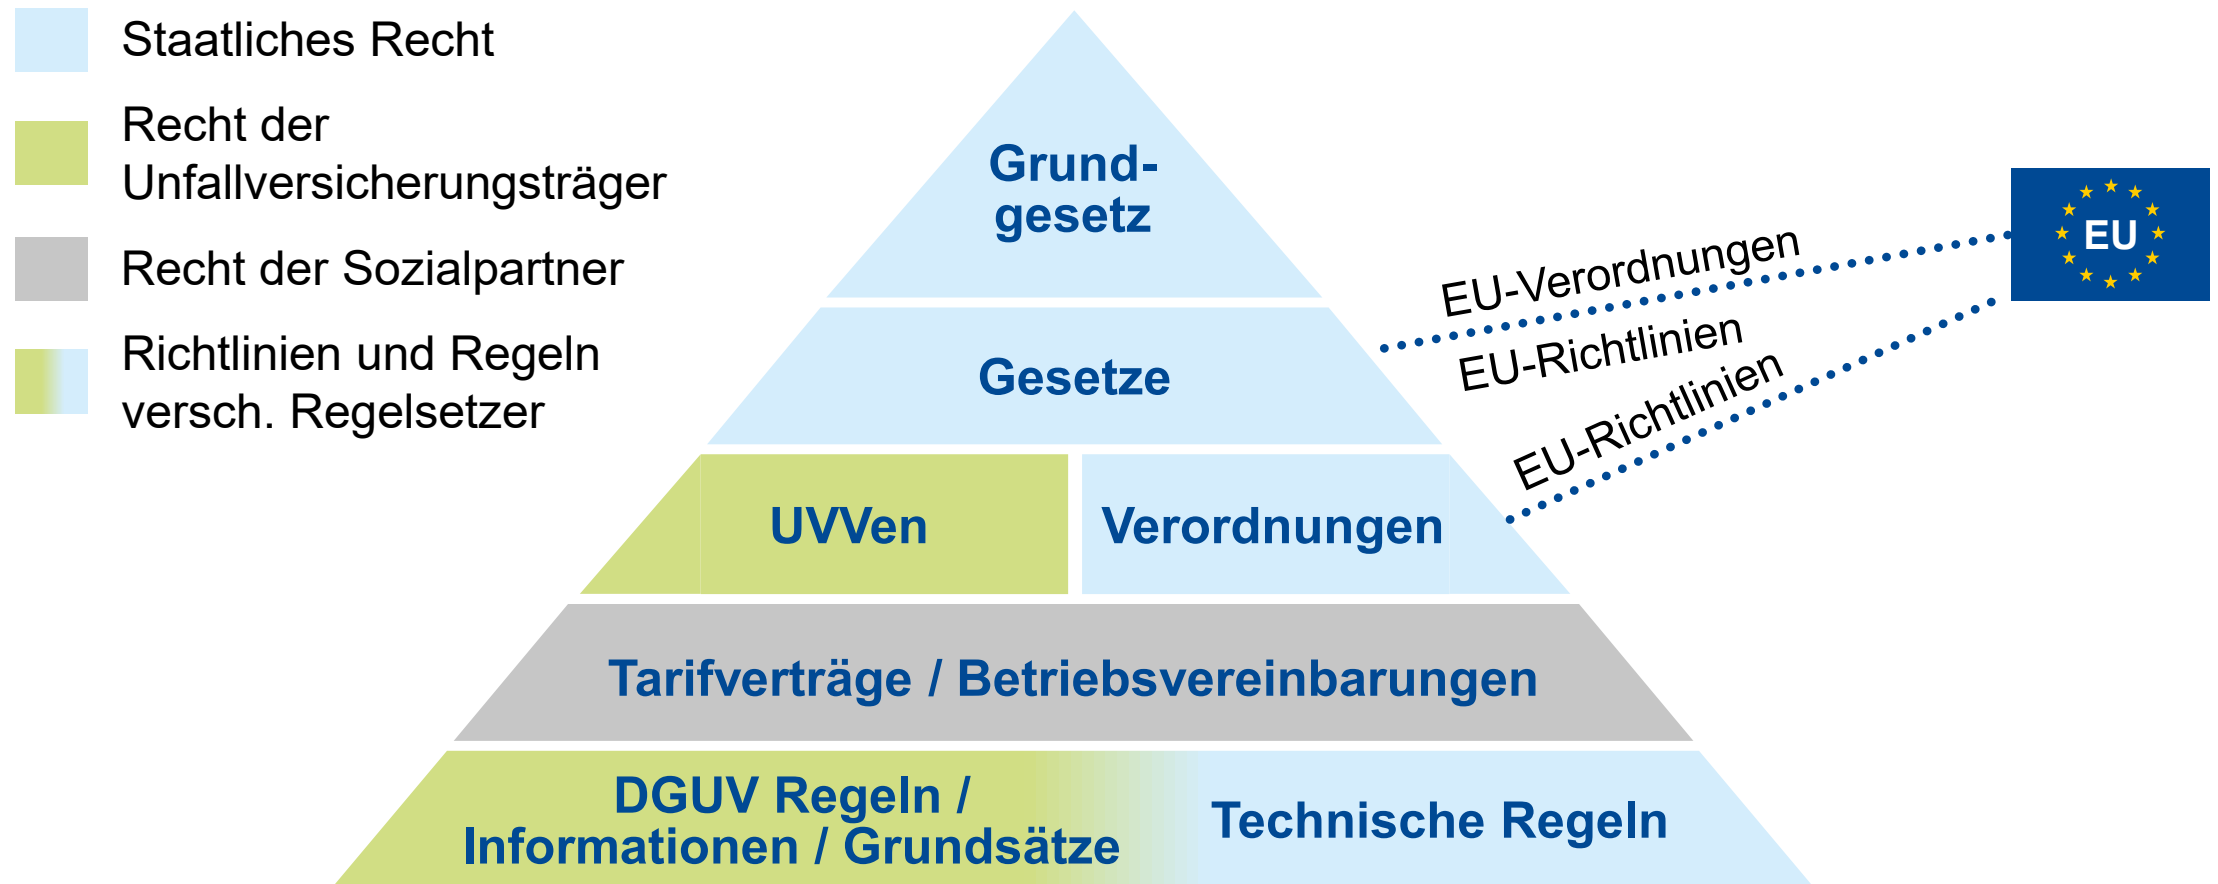 Staatliches Recht
Recht der
Unfallversicherungsträger
Recht der Sozialpartner
Richtlinien und Regeln
versch. Regelsetzer
Grund-
gesetz
Gesetze
UVVen
Verordnungen
Tarifverträge / Betriebsvereinbarungen
DGUV Regeln /
Informationen / Grundsätze
Technische Regeln
EU-Verordnungen
EU-Richtlinien
EU-Richtlinien
EU